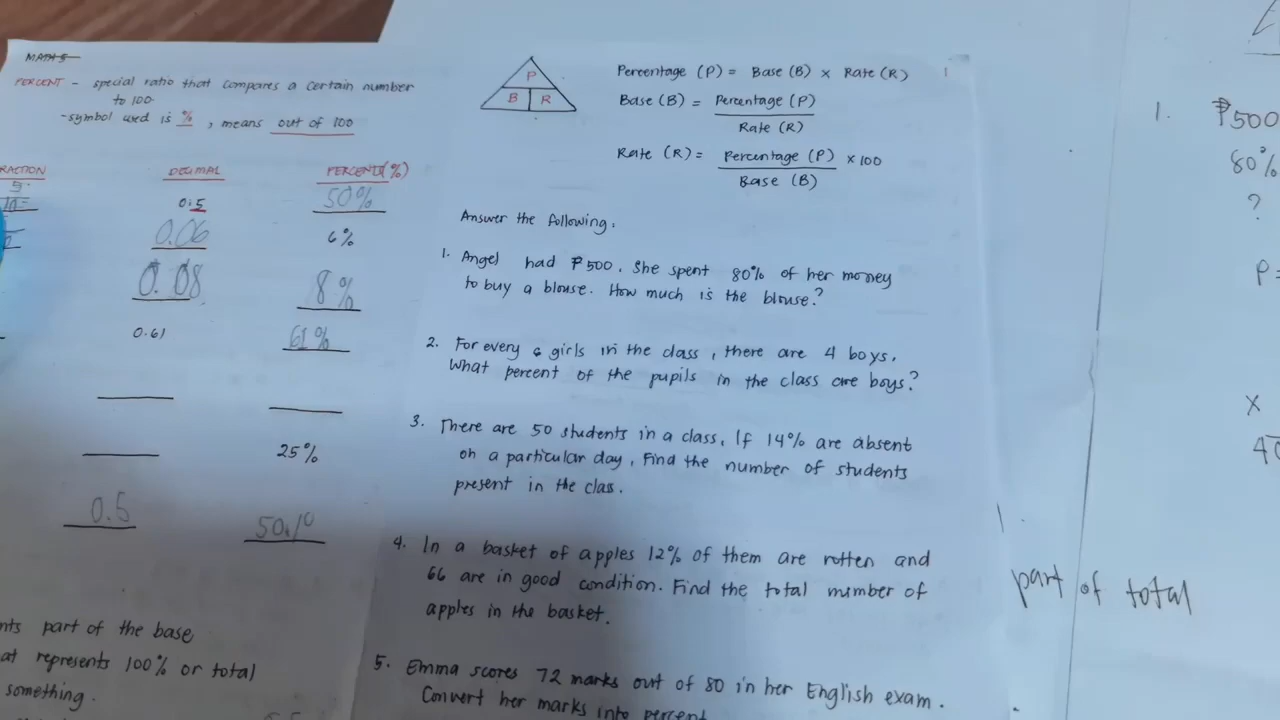 MATH 5
PERCENT - special ratio that compares a certain number
to 100
-symbol used is %, means out of 100
RACTION DECIMAL PERCENT(%)
5
10
0.5 50%
0.06 6%
0.08 8%
0.61 61%
25%
0.5 50%
nts part of the base
at represents 100% or total
something.
P
B R
Percentage (P) = Base (B) x Rate (R)
Base (B) = Percentage (P)
Rate (R)
Rate (R) = Percentage (P) x 100
Base (B)
Answer the following:
1. Angel had ₱500. She spent 80% of her money
to buy a blouse. How much is the blouse?
2. For every 6 girls in the class, there are 4 boys.
What percent of the pupils in the class are boys?
3. There are 50 students in a class. If 14% are absent
on a particular day, Find the number of students
present in the class.
4. In a basket of apples 12% of them are rotten and
66 are in good condition. Find the total number of
apples in the basket.
5. Emma scores 72 marks out of 80 in her English exam.
Convert her marks into percent
1.
part of total
1. ₱500
80%
?
P=
x
40